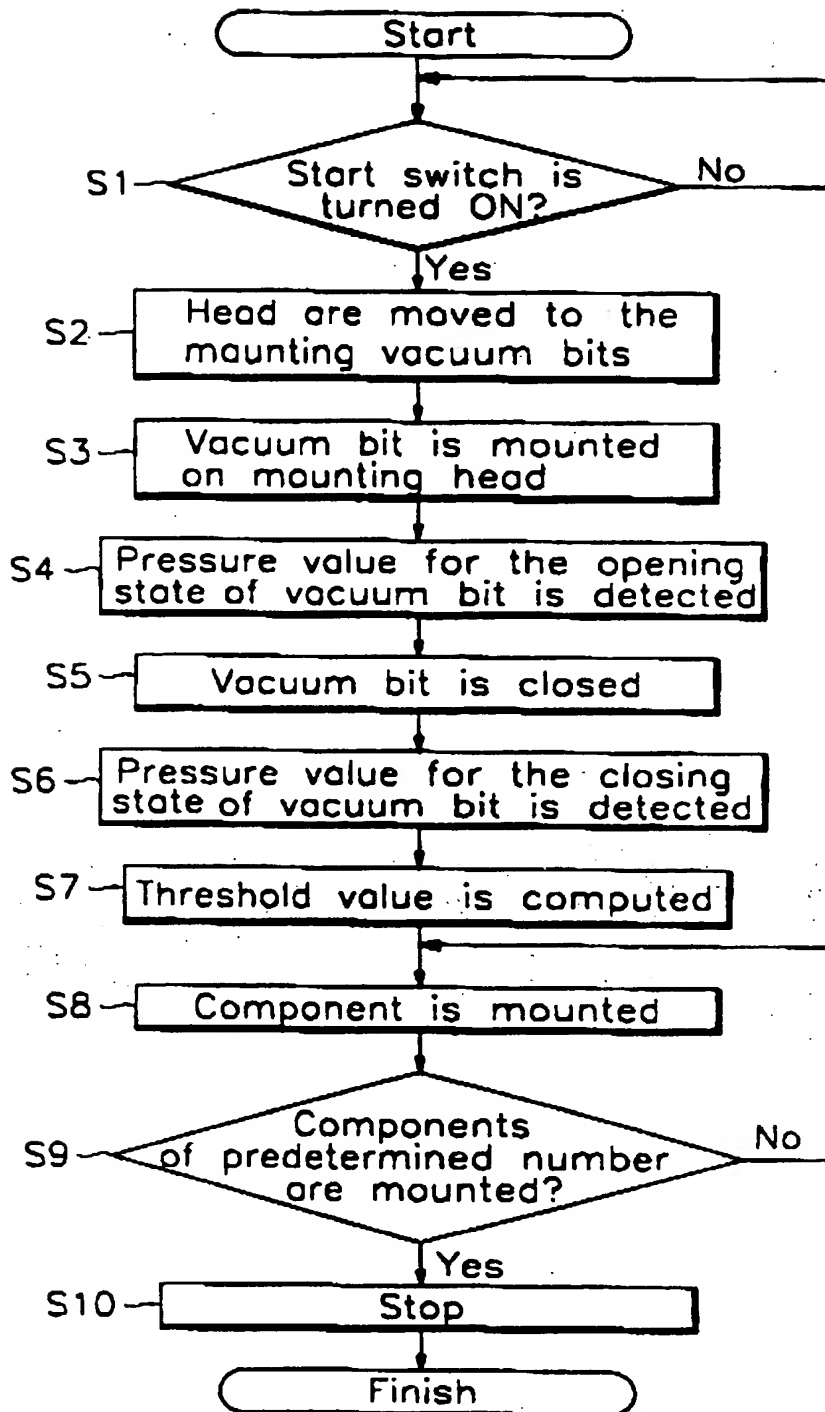 Start
S1
Start switch is
turned ON?
No
Yes
S2
Head are moved to the
maunting vacuum bits
S3
Vacuum bit is mounted
on mounting head
S4
Pressure value for the opening
state of vacuum bit is detected
S5
Vacuum bit is closed
S6
Pressure value for the closing
state of vacuum bit is detected
S7
Threshold value is computed
S8
Component is mounted
S9
Components
of predetermined number
are mounted?
No
Yes
S10
Stop
Finish